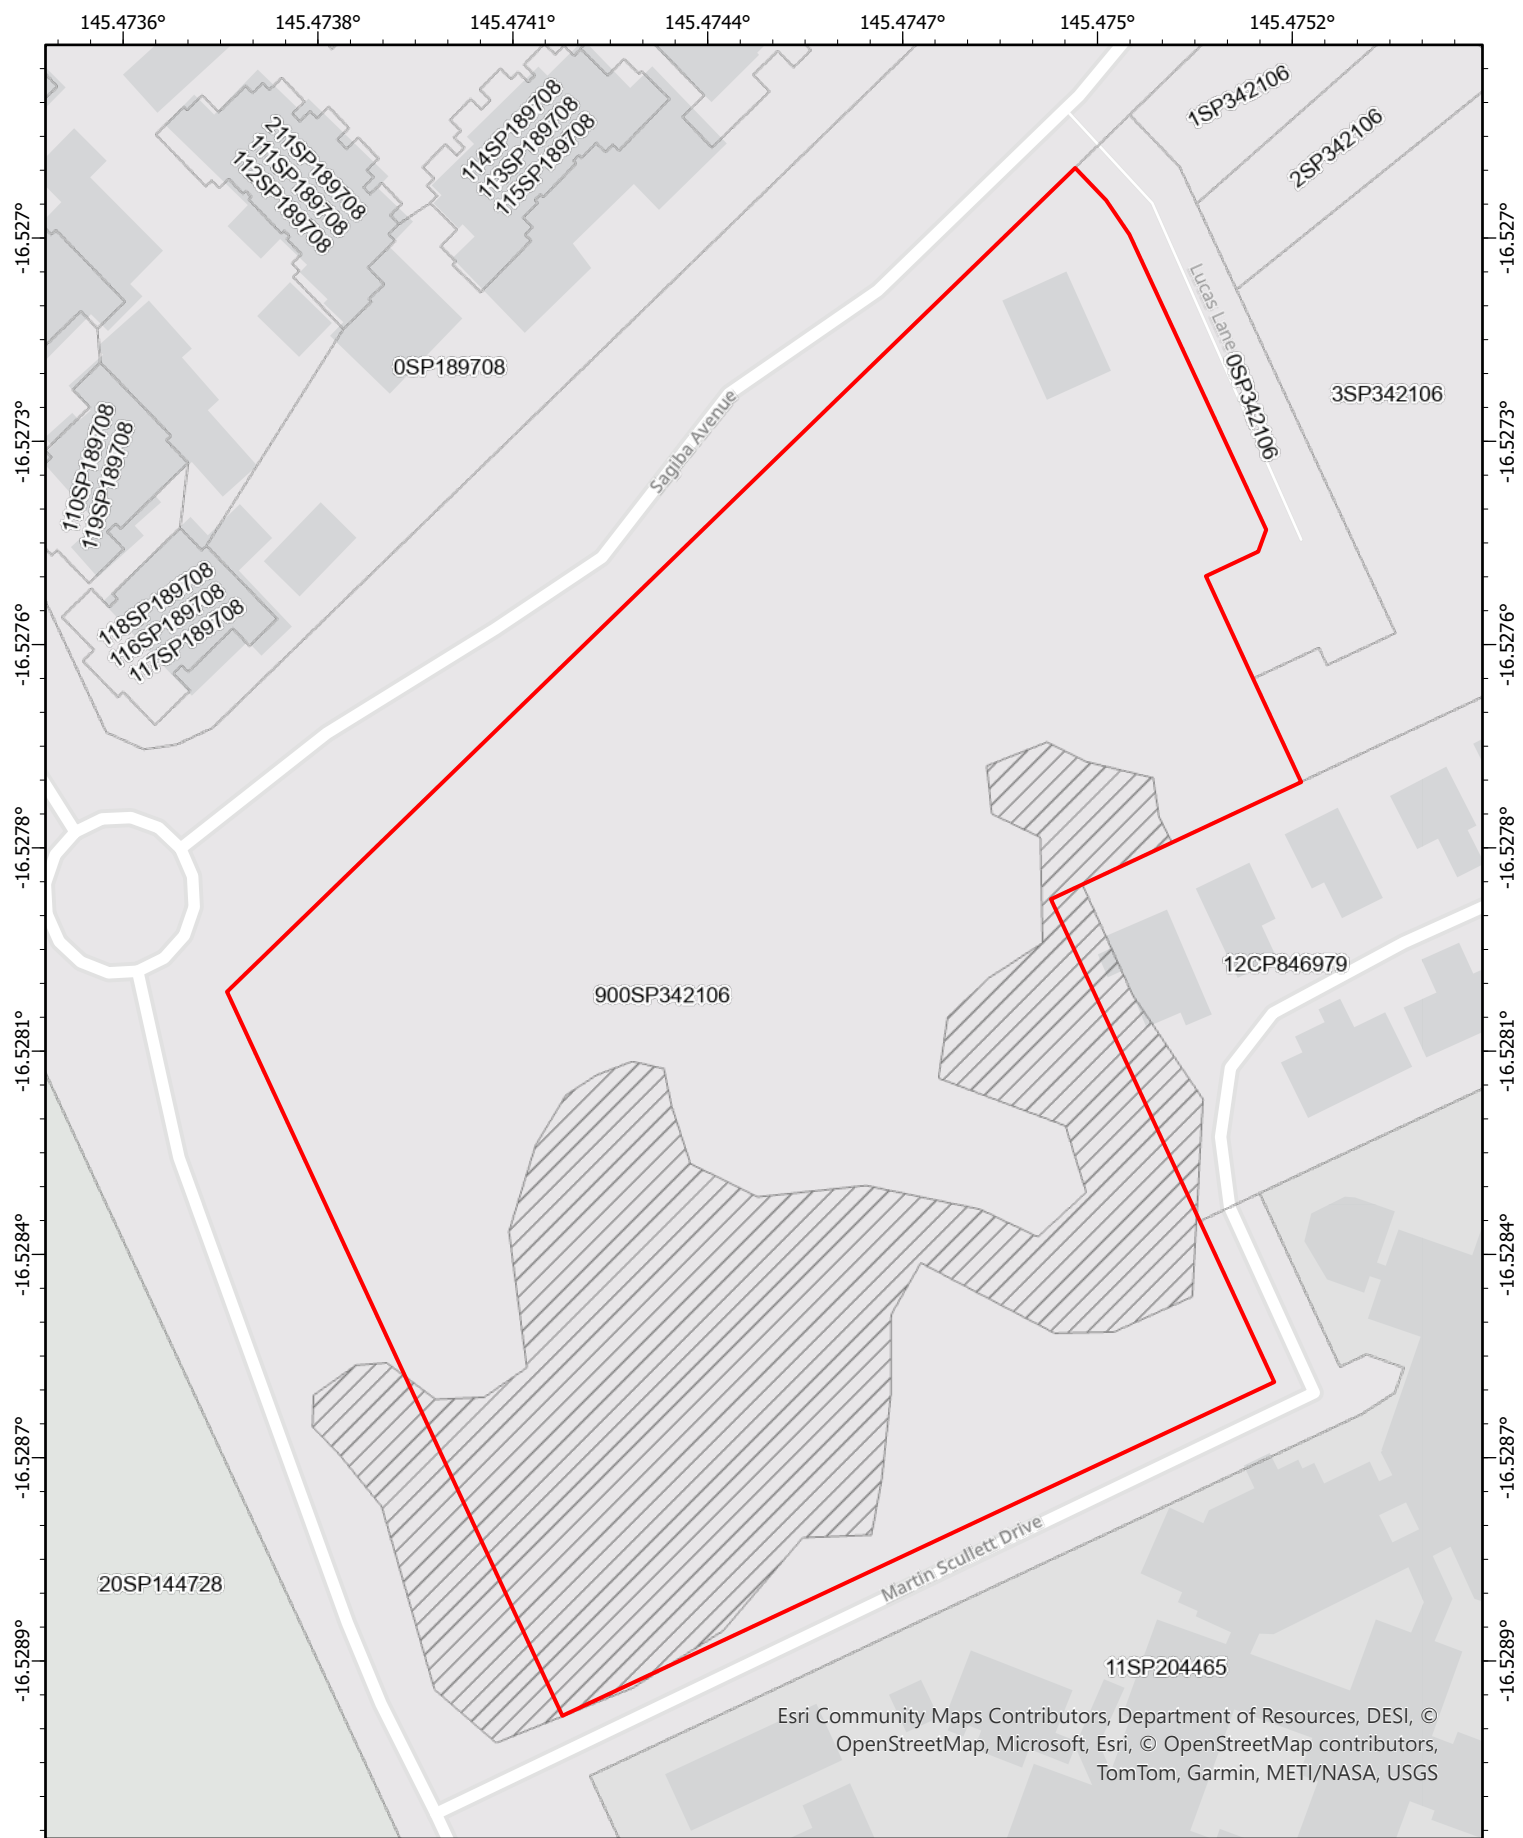 145.4736°
145.4738°
145.4741°
145.4744°
145.4747°
145.475°
145.4752°
1SP342106
2SP342106
211SP189708
111SP189708
112SP189708
114SP189708
113SP189708
115SP189708
-16.527°
-16.527°
Lucas Lane
0SP342106
0SP189708
3SP342106
Sagiba Avenue
-16.5273°
-16.5273°
110SP189708
119SP189708
118SP189708
116SP189708
117SP189708
-16.5276°
-16.5276°
-16.5278°
-16.5278°
12CP846979
900SP342106
-16.5281°
-16.5281°
-16.5284°
-16.5284°
-16.5287°
-16.5287°
Martin Scullett Drive
20SP144728
-16.5289°
-16.5289°
11SP204465
Esri Community Maps Contributors, Department of Resources, DESI, ©
OpenStreetMap, Microsoft, Esri, © OpenStreetMap contributors,
TomTom, Garmin, METI/NASA, USGS